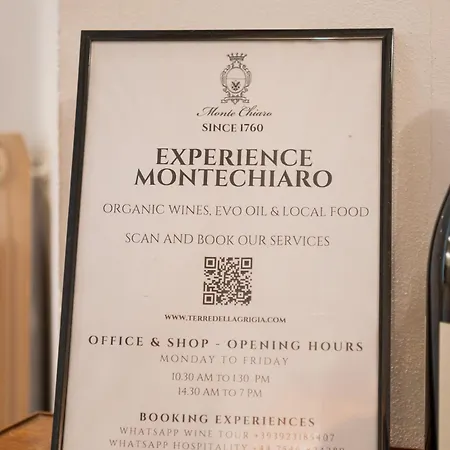 Monte Chiaro
SINCE 1760
EXPERIENCE
MONTECHIARO
ORGANIC WINES, EVO OIL & LOCAL FOOD
SCAN AND BOOK OUR SERVICES
WWW.TERREDELLAGRIGIA.COM
OFFICE & SHOP - OPENING HOURS
MONDAY TO FRIDAY
10.30 AM TO 1.30 PM
14.30 AM TO 7 PM
BOOKING EXPERIENCES
WHATSAPP WINE TOUR
WHATSAPP HOSPITALITY